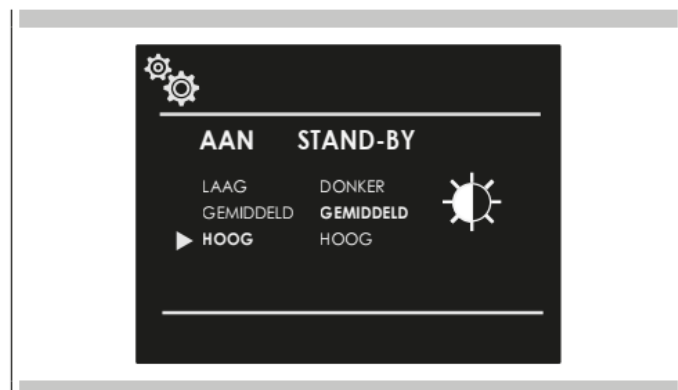 AAN STAND-BY
LAAG DONKER
GEMIDDELD GEMIDDELD
HOOG HOOG